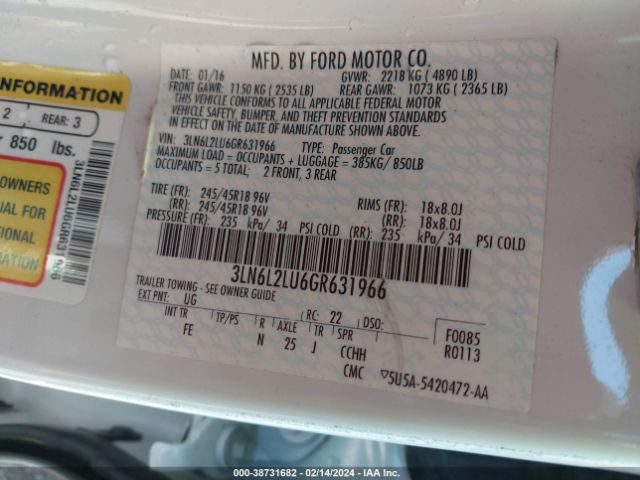 MFD. BY FORD MOTOR CO.
DATE: 01/16 GVWR: 2218 KG ( 4890 LB)
FRONT GAWR: 1150 KG ( 2535 LB) REAR GAWR: 1073 KG ( 2365 LB)
THIS VEHICLE CONFORMS TO ALL APPLICABLE FEDERAL MOTOR
VEHICLE SAFETY, BUMPER, AND THEFT PREVENTION STANDARDS
IN EFFECT ON THE DATE OF MANUFACTURE SHOWN ABOVE.
VIN: 3LN6L2LU6GR631966 TYPE: Passenger Car
MAXIMUM LOAD = OCCUPANTS + LUGGAGE = 385KG/ 850LB
OCCUPANTS = 5 TOTAL: 2 FRONT, 3 REAR
TIRE (FR): 245/45R18 96V RIMS (FR): 18x8.0J
(RR): 245/45R18 96V (RR): 18x8.0J
PRESSURE (FR): 235 kPa/ 34 PSI COLD (RR): 235 kPa/ 34 PSI COLD
3LN6L2LU6GR631966
TRAILER TOWING - SEE OWNER GUIDE
EXT PNT: UG RC: 22 DSO:
INT TR TP/PS R AXLE TR SPR F0085
FE N 25 J CCHH R0113
CMC 5U5A-5420472-AA
INFORMATION
2 REAR: 3
r 850 lbs.
3LN6L2LU6GR631966
OWNERS
UAL FOR
TIONAL
ATION
000-38731682 - 02/14/2024 - IAA Inc.